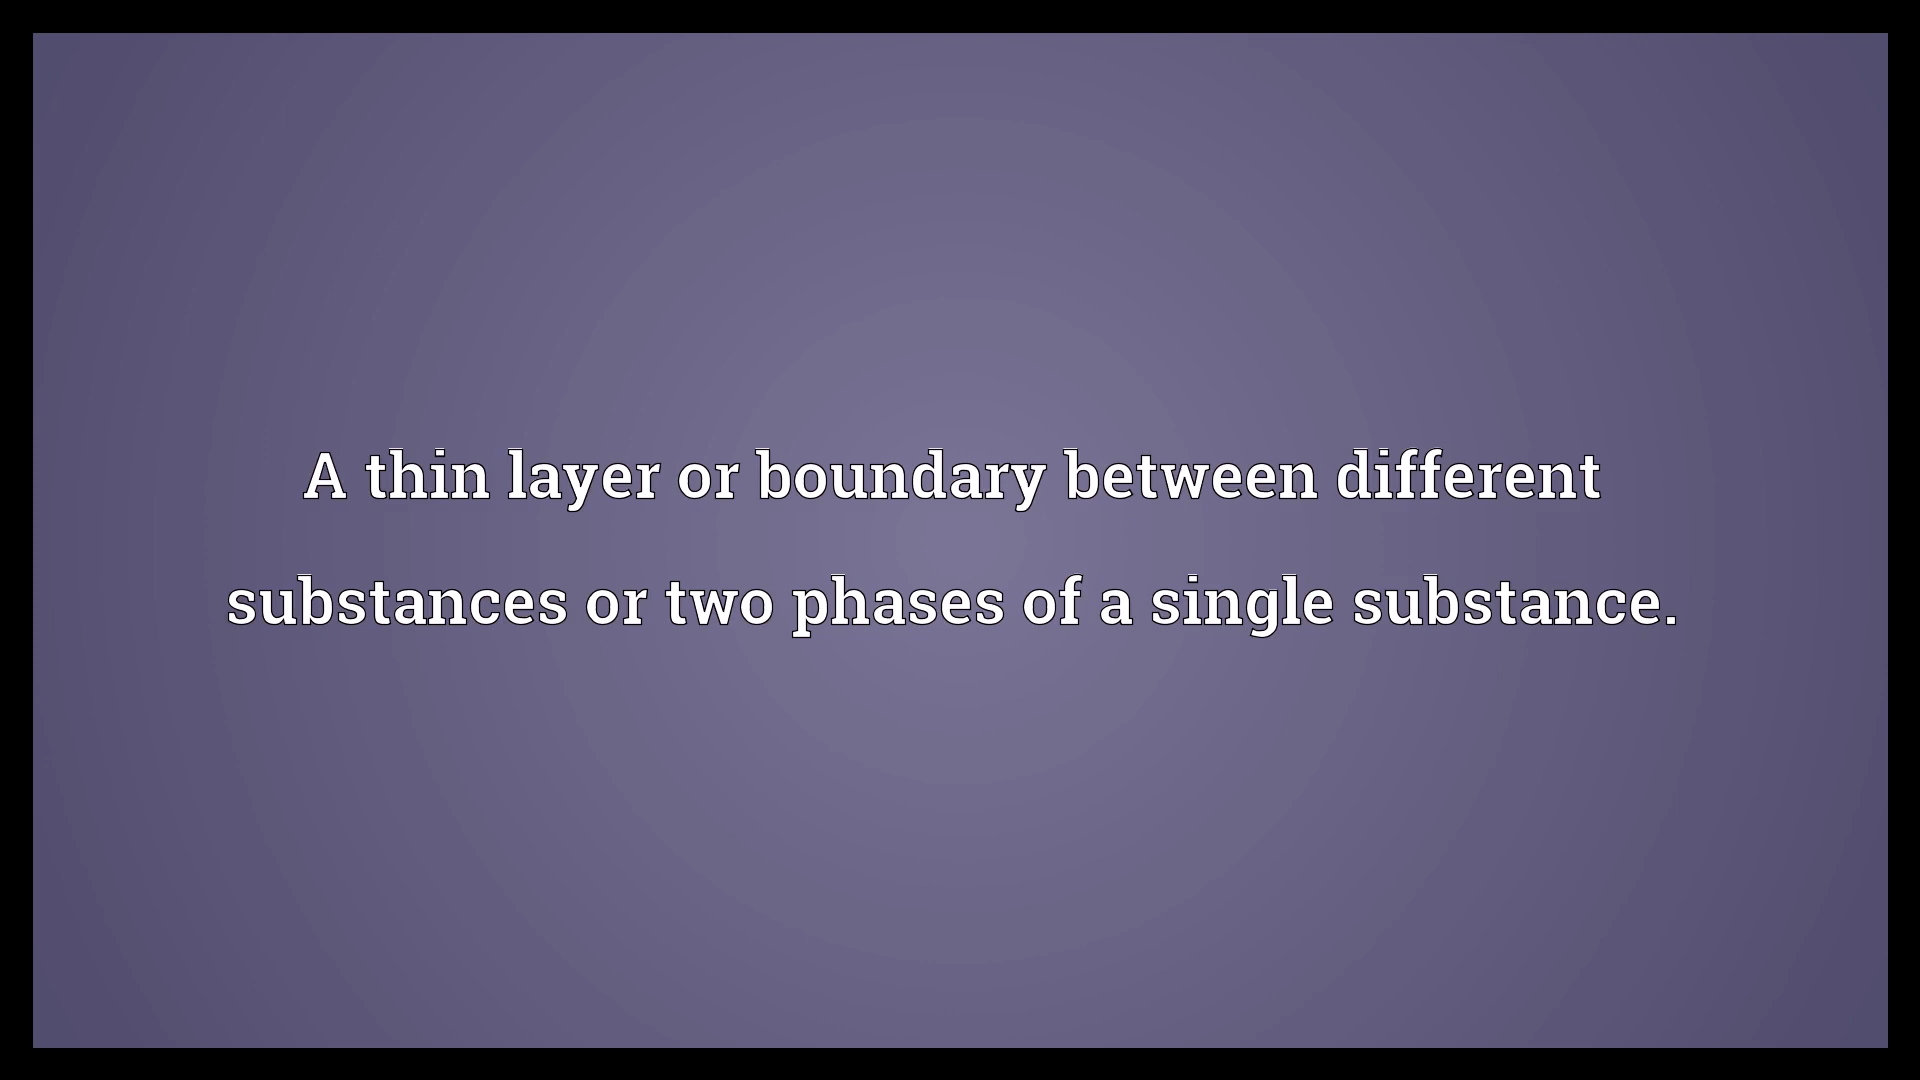 A thin layer or boundary between different
substances or two phases of a single substance.